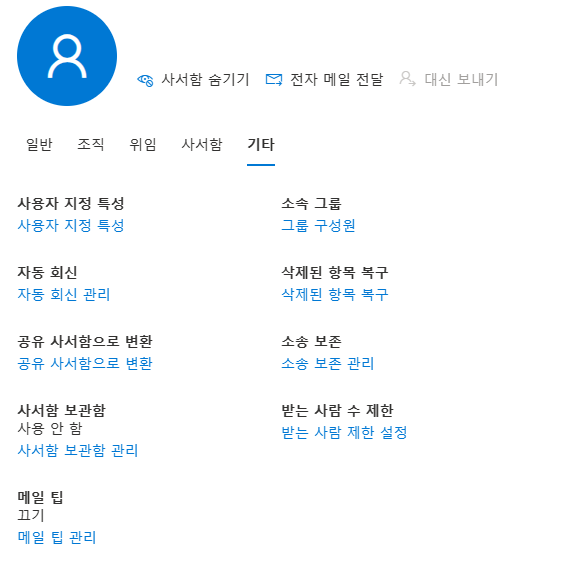 사서함 숨기기 전자 메일 전달 대신 보내기
일반 조직 위임 사서함 기타
사용자 지정 특성
사용자 지정 특성
소속 그룹
그룹 구성원
자동 회신
자동 회신 관리
삭제된 항목 복구
삭제된 항목 복구
공유 사서함으로 변환
공유 사서함으로 변환
소송 보존
소송 보존 관리
사서함 보관함
사용 안 함
사서함 보관함 관리
받는 사람 수 제한
받는 사람 제한 설정
메일 팁
끄기
메일 팁 관리